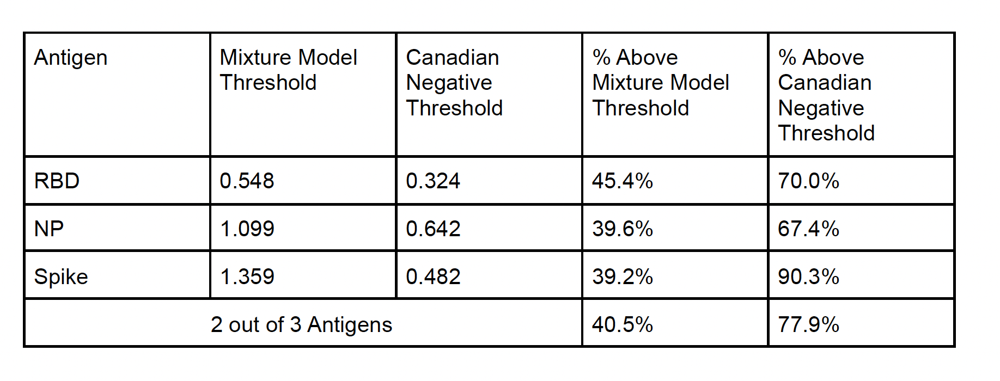 Antigen
Mixture Model
Threshold
Canadian
Negative
Threshold
% Above
Mixture Model
Threshold
% Above
Canadian
Negative
Threshold
RBD 0.548 0.324 45.4% 70.0%
NP 1.099 0.642 39.6% 67.4%
Spike 1.359 0.482 39.2% 90.3%
2 out of 3 Antigens 40.5% 77.9%